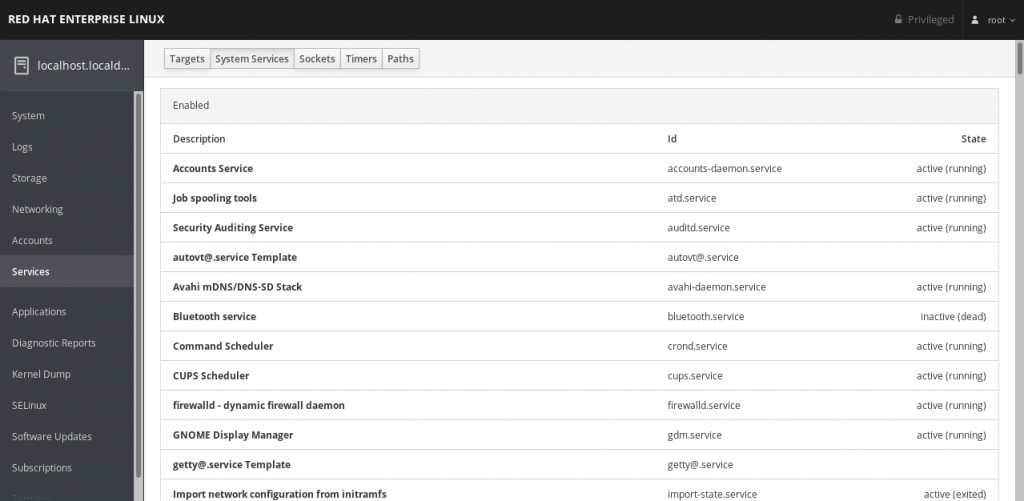 RED HAT ENTERPRISE LINUX
Privileged
root
localhost.locald...
Targets
System Services
Sockets
Timers
Paths
System
Logs
Storage
Networking
Accounts
Services
Applications
Diagnostic Reports
Kernel Dump
SELinux
Software Updates
Subscriptions
Terminal
Enabled
Description Id State
Accounts Service accounts-daemon.service active (running)
Job spooling tools atd.service active (running)
Security Auditing Service auditd.service active (running)
autovt@.service Template autovt@.service
Avahi mDNS/DNS-SD Stack avahi-daemon.service active (running)
Bluetooth service bluetooth.service inactive (dead)
Command Scheduler crond.service active (running)
CUPS Scheduler cups.service active (running)
firewalld - dynamic firewall daemon firewalld.service active (running)
GNOME Display Manager gdm.service active (running)
getty@.service Template getty@.service
Import network configuration from initramfs import-state.service active (exited)